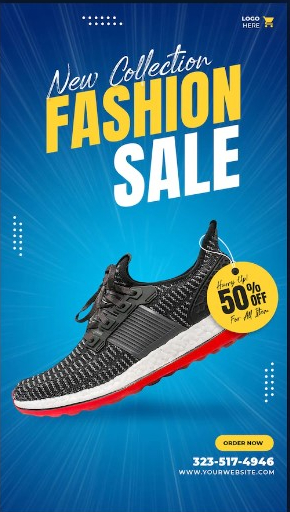 LOGO
HERE
New Collection
FASHION
SALE
Hurry Up!
50% OFF
For All Item
ORDER NOW
323-517-4946
WWW.YOURWEBSITE.COM